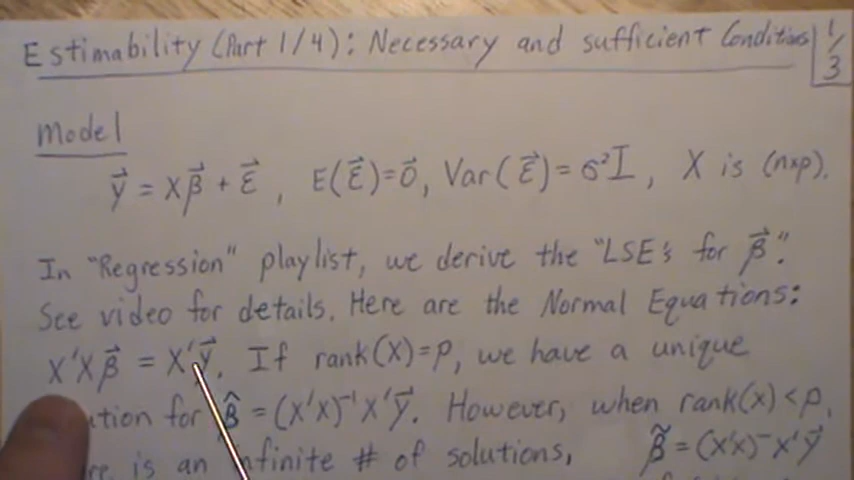 Estimability (Part 1/4): Necessary and sufficient Conditions 1/3
Model
y⃗ = Xβ⃗ + ε⃗, E(ε⃗)=0⃗, Var(ε⃗)=σ²I, X is (n×p).
In "Regression" playlist, we derive the "LSE's for β⃗".
See video for details. Here are the Normal Equations:
X'Xβ⃗ = X'y⃗. If rank(X)=p, we have a unique
for β̂ = (X'X)⁻¹X'y⃗. However, when rank(X)<p,
is an infinite # of solutions, β̃=(X'X)⁻X'y⃗